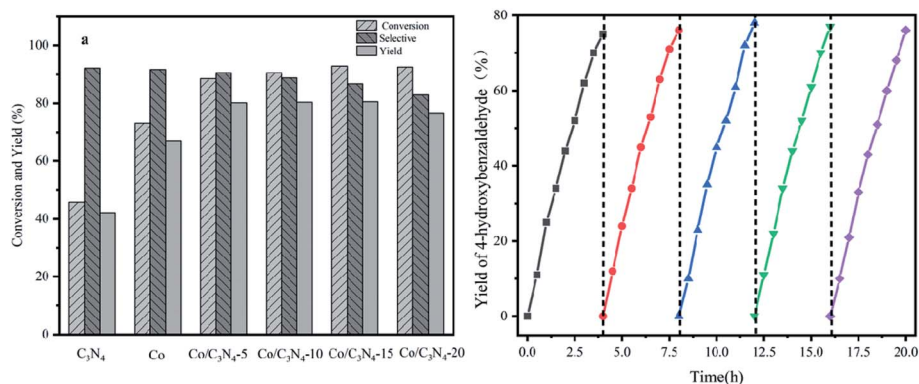 a
Conversion
Selective
Yield
Conversion and Yield (%)
100
80
60
40
20
0
C₃N₄
Co
Co/C₃N₄-5
Co/C₃N₄-10
Co/C₃N₄-15
Co/C₃N₄-20
Yield of 4-hydroxybenzaldehyde (%)
80
60
40
20
0
0.0
2.5
5.0
7.5
10.0
12.5
15.0
17.5
20.0
Time(h)